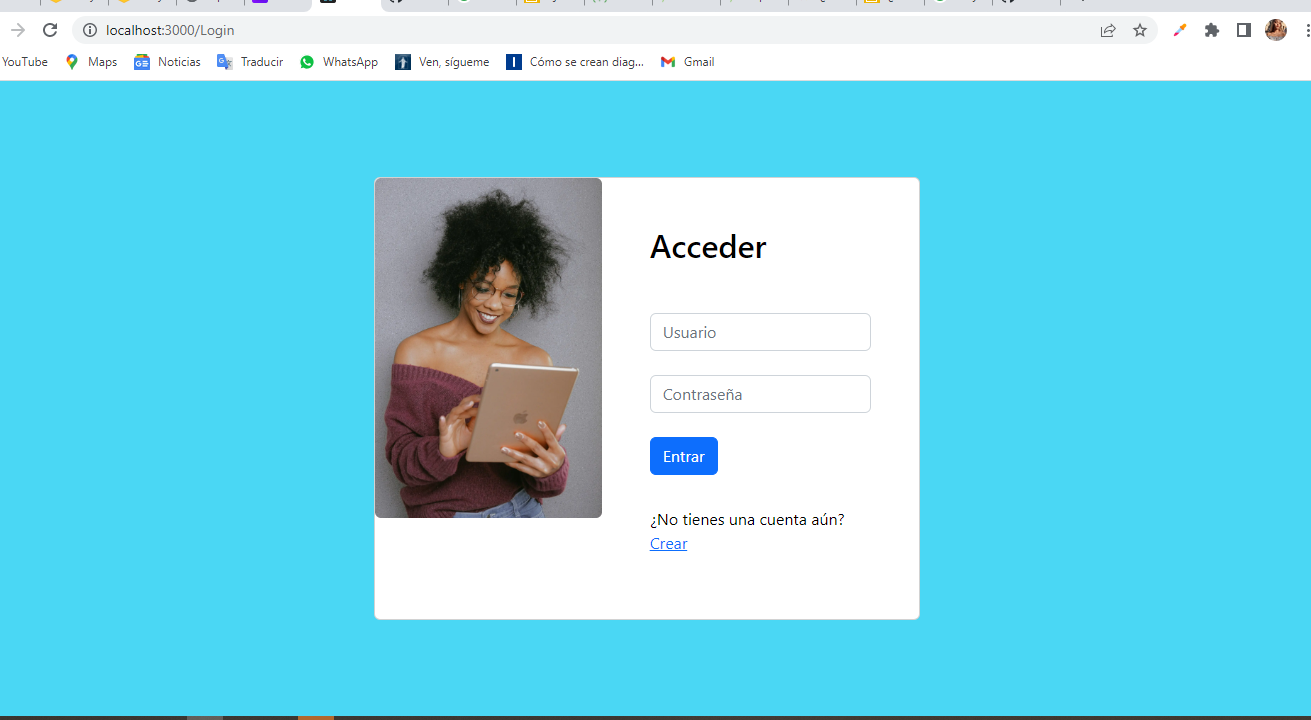 localhost:3000/Login
YouTube Maps Noticias Traducir WhatsApp Ven, sígueme Cómo se crean diag... Gmail
Acceder
Usuario
Contraseña
Entrar
¿No tienes una cuenta aún?
Crear